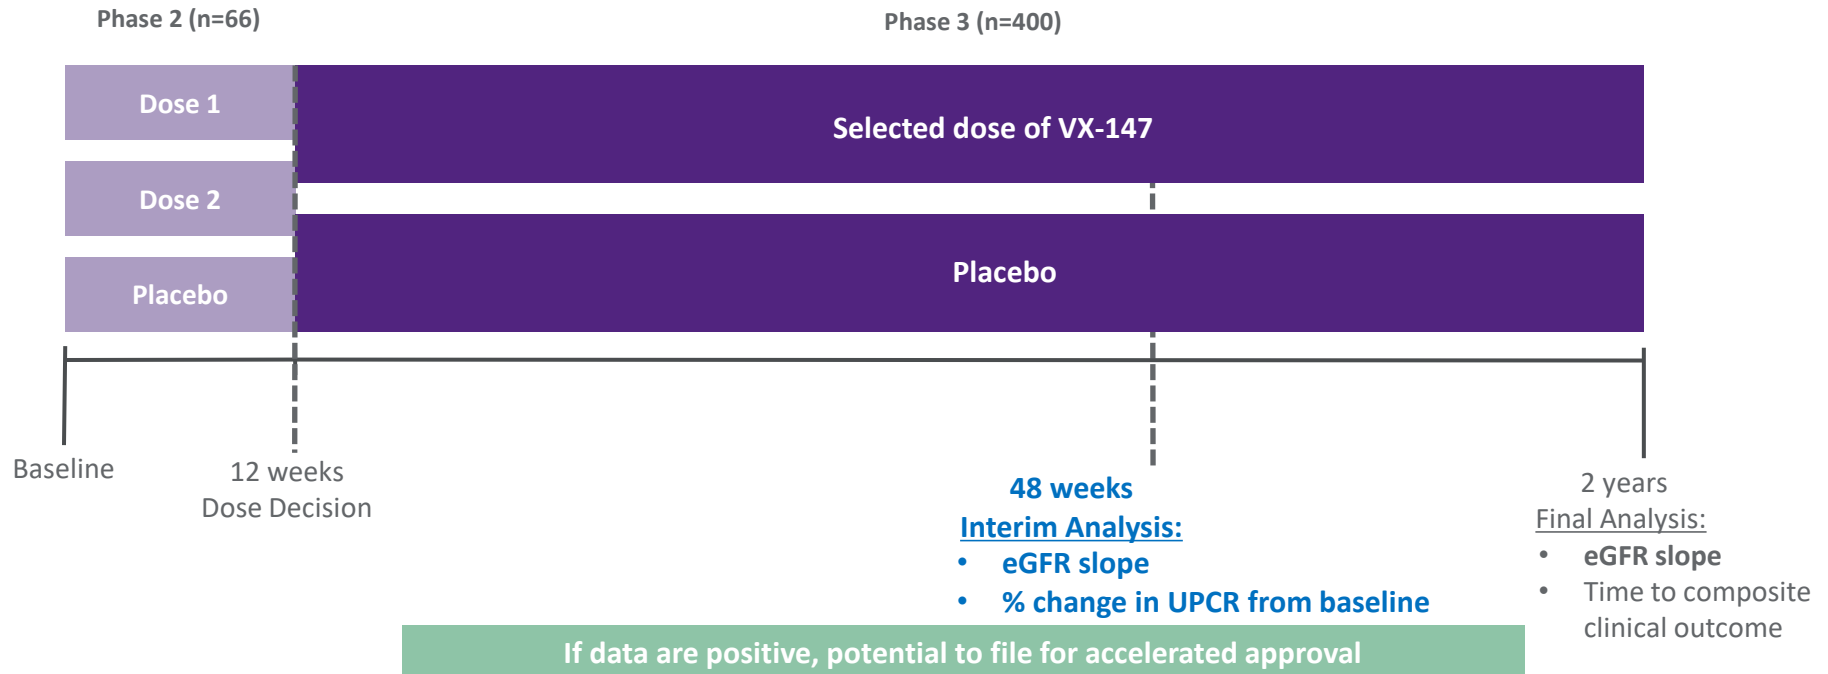 Phase 2 (n=66)
Phase 3 (n=400)
Dose 1
Dose 2
Placebo
Selected dose of VX-147
Placebo
Baseline
12 weeks
Dose Decision
48 weeks
Interim Analysis:
• eGFR slope
• % change in UPCR from baseline
2 years
Final Analysis:
• eGFR slope
• Time to composite
clinical outcome
If data are positive, potential to file for accelerated approval